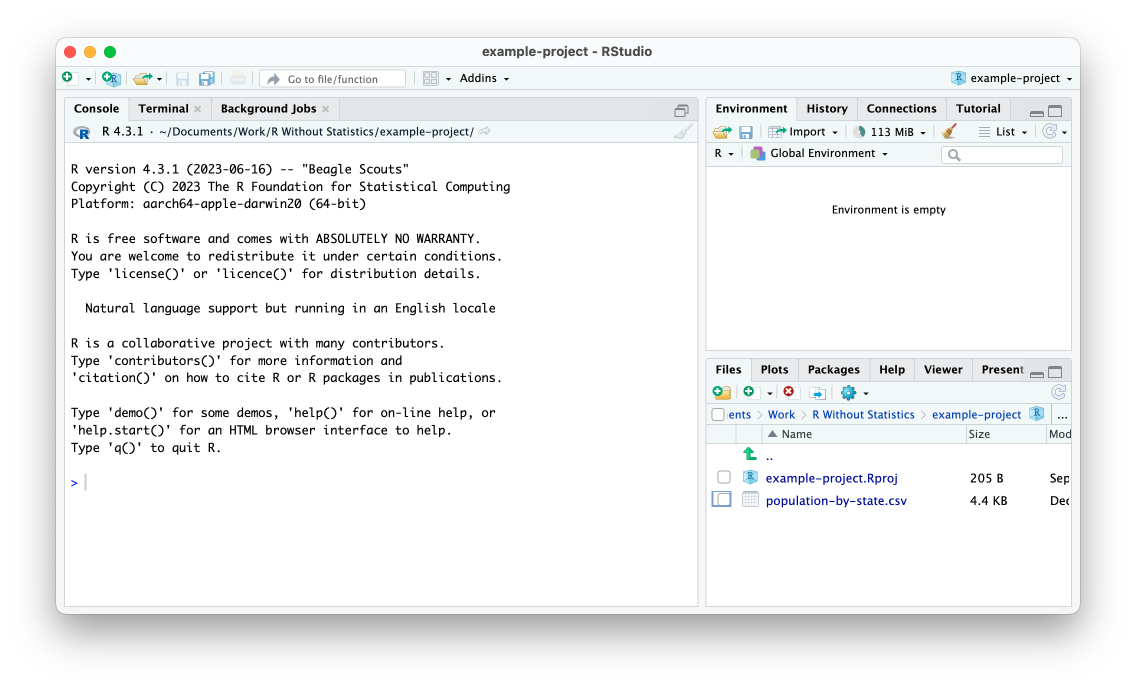 example-project - RStudio
Go to file/function
Addins
example-project
Console
Terminal
Background Jobs
R 4.3.1 · ~/Documents/Work/R Without Statistics/example-project/
R version 4.3.1 (2023-06-16) -- "Beagle Scouts"
Copyright (C) 2023 The R Foundation for Statistical Computing
Platform: aarch64-apple-darwin20 (64-bit)
R is free software and comes with ABSOLUTELY NO WARRANTY.
You are welcome to redistribute it under certain conditions.
Type 'license()' or 'licence()' for distribution details.
Natural language support but running in an English locale
R is a collaborative project with many contributors.
Type 'contributors()' for more information and
'citation()' on how to cite R or R packages in publications.
Type 'demo()' for some demos, 'help()' for on-line help, or
'help.start()' for an HTML browser interface to help.
Type 'q()' to quit R.
>
Environment
History
Connections
Tutorial
Import
113 MiB
List
R
Global Environment
Environment is empty
Files
Plots
Packages
Help
Viewer
Present
ents > Work > R Without Statistics > example-project
...
Name
Size
Mod
..
example-project.Rproj
205 B
Sep
population-by-state.csv
4.4 KB
Dec